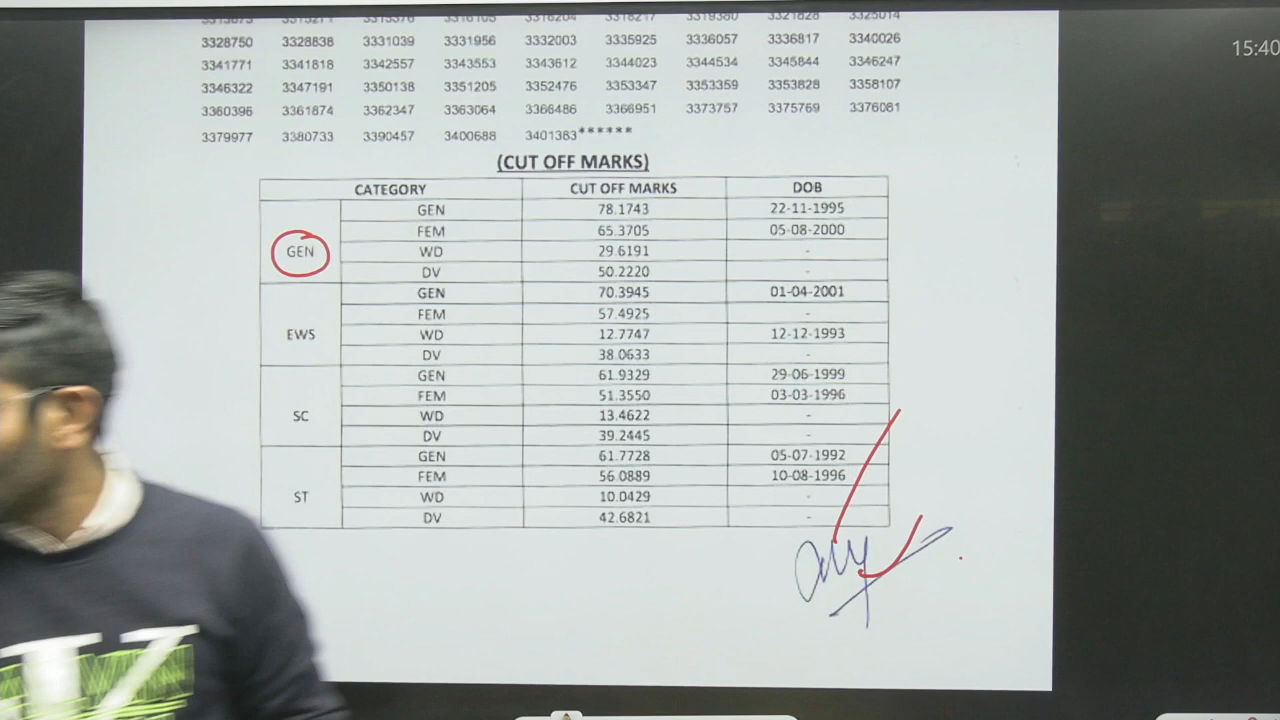 15:40
3328750 3328838 3331039 3331956 3332003 3335925 3336057 3336817 3340026
3341771 3341818 3342557 3343553 3343612 3344023 3344534 3345844 3346247
3346322 3347191 3350138 3351205 3352476 3353347 3353359 3353828 3358107
3360396 3361874 3362347 3363064 3366486 3366951 3373757 3375769 3376081
3379977 3380733 3390457 3400688 3401383******
(CUT OFF MARKS)
CATEGORY CUT OFF MARKS DOB
GEN GEN 78.1743 22-11-1995
FEM 65.3705 05-08-2000
WD 29.6191 -
DV 50.2220 -
EWS GEN 70.3945 01-04-2001
FEM 57.4925 -
WD 12.7747 12-12-1993
DV 38.0633 -
SC GEN 61.9329 29-06-1999
FEM 51.3550 03-03-1996
WD 13.4622 -
DV 39.2445 -
ST GEN 61.7728 05-07-1992
FEM 56.0889 10-08-1996
WD 10.0429 -
DV 42.6821 -